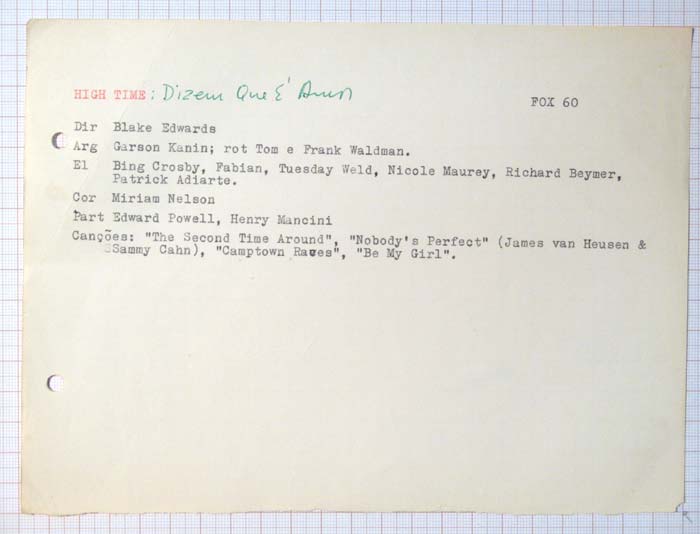 HIGH TIME: Dizem Que É Amor
FOX 60
Dir Blake Edwards
Arg Garson Kanin; rot Tom e Frank Waldman.
El Bing Crosby, Fabian, Tuesday Weld, Nicole Maurey, Richard Beymer,
Patrick Adiarte.
Cor Miriam Nelson
Part Edward Powell, Henry Mancini
Canções: "The Second Time Around", "Nobody's Perfect" (James van Heusen &
Sammy Cahn), "Camptown Races", "Be My Girl".